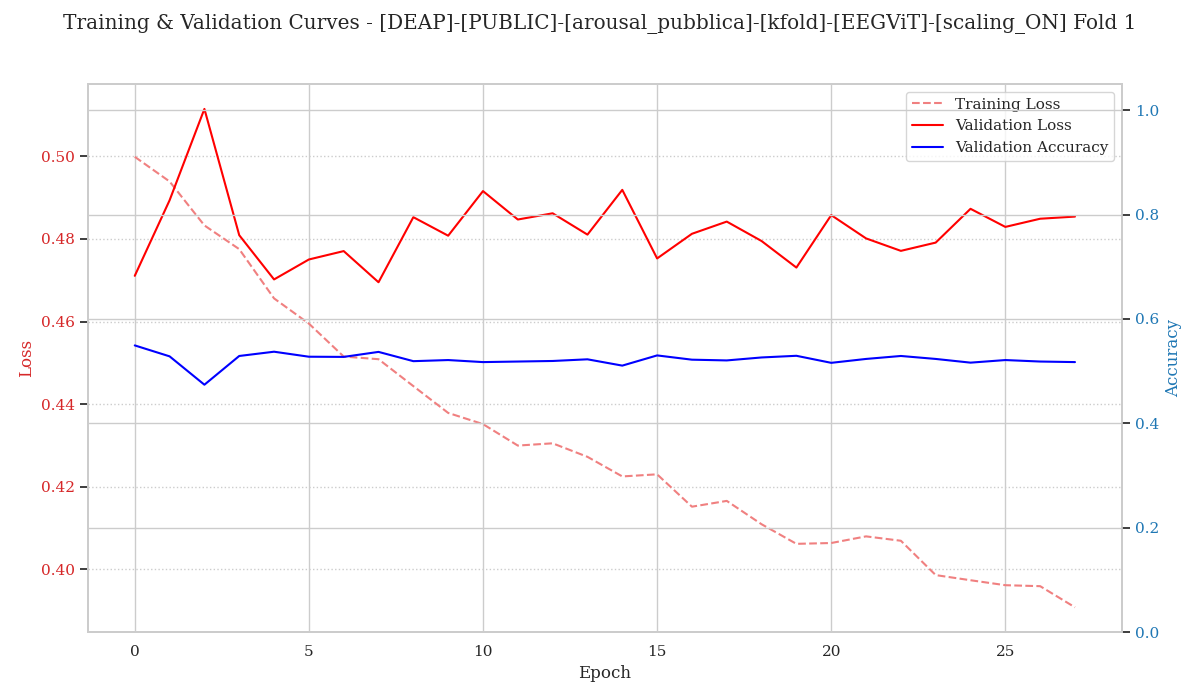 Training & Validation Curves - [DEAP]-[PUBLIC]-[arousal_pubblica]-[kfold]-[EEGViT]-[scaling_ON] Fold 1
Training Loss
Validation Loss
Validation Accuracy
0.50
0.48
0.46
0.44
0.42
0.40
Loss
1.0
0.8
0.6
0.4
0.2
0.0
Accuracy
0 5 10 15 20 25
Epoch